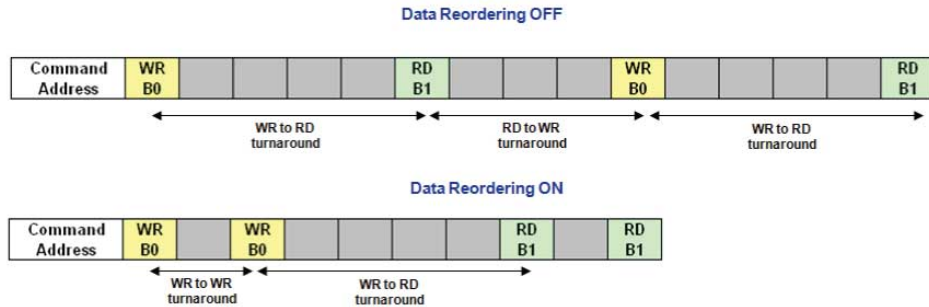 Data Reordering OFF
Command Address WR B0 RD B1 WR B0 RD B1
WR to RD turnaround RD to WR turnaround WR to RD turnaround
Data Reordering ON
Command Address WR B0 WR B0 RD B1 RD B1
WR to WR turnaround WR to RD turnaround